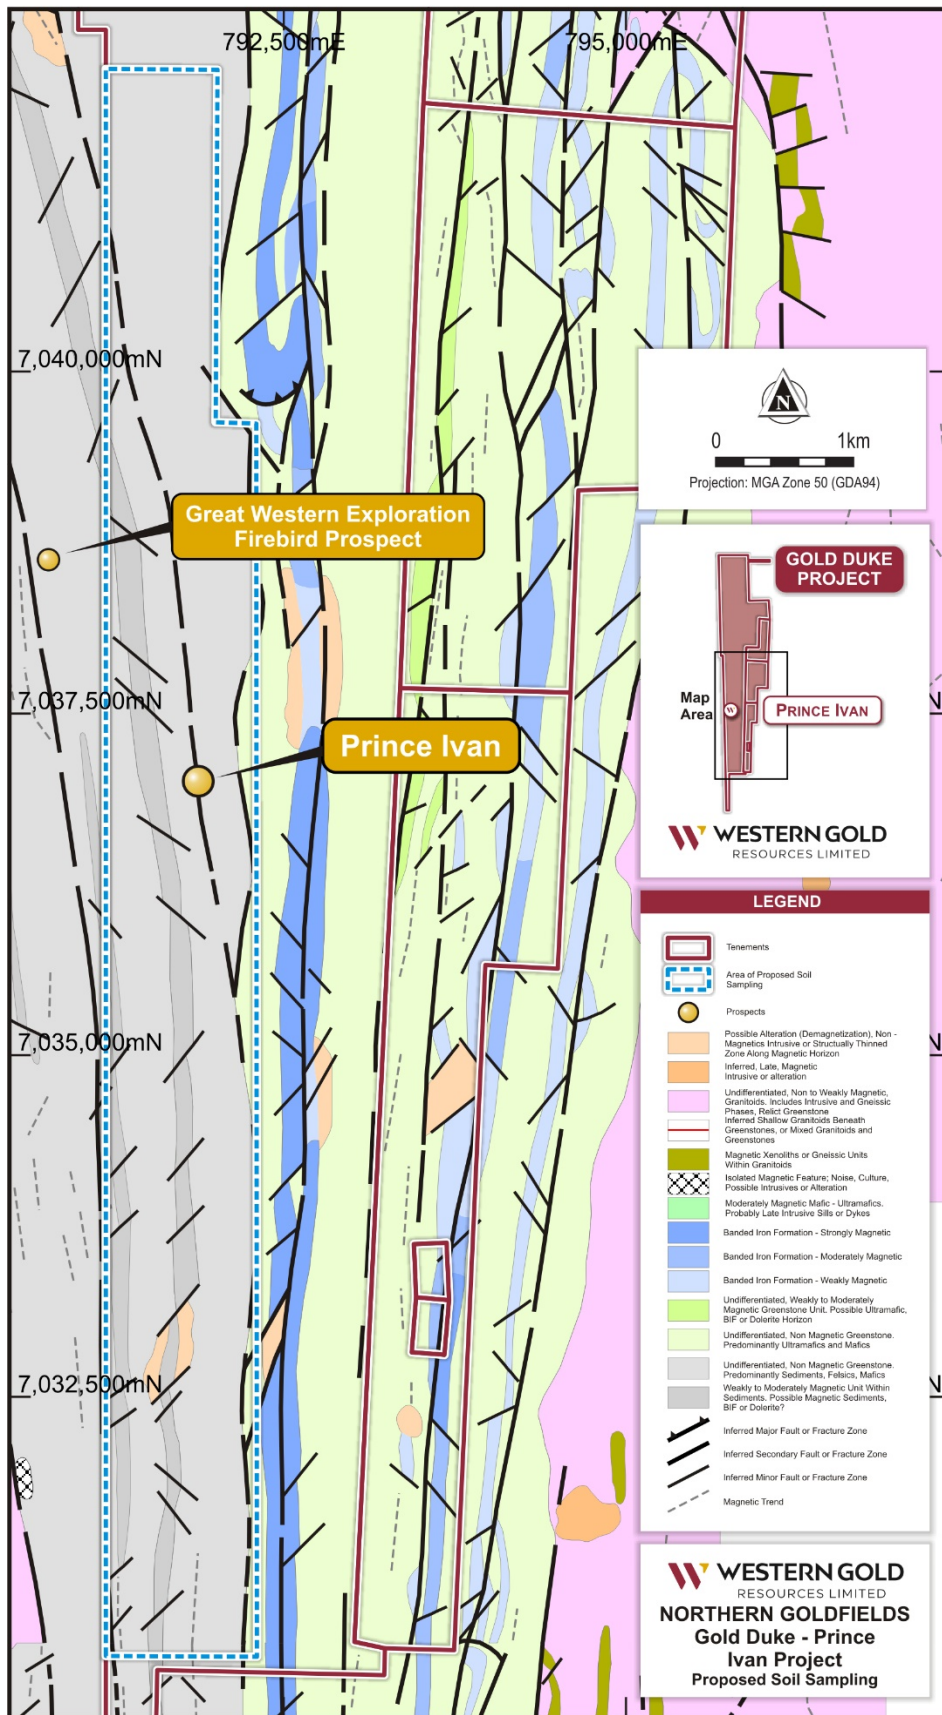 792,500mE
795,000mE
7,040,000mN
N
0 1km
Projection: MGA Zone 50 (GDA94)
Great Western Exploration
Firebird Prospect
GOLD DUKE
PROJECT
7,037,500mN
N
Map
Area
W
PRINCE IVAN
Prince Ivan
WESTERN GOLD
RESOURCES LIMITED
LEGEND
Tenements
Area of Proposed Soil
Sampling
Prospects
7,035,000mN
N
Possible Alteration (Demagnetization), Non -
Magnetics Intrusive or Structually Thinned
Zone Along Magnetic Horizon
Inferred, Late, Magnetic
Intrusive or alteration
Undifferentiated, Non to Weakly Magnetic,
Granitoids. Includes Intrusive and Gneissic
Phases, Relict Greenstone
Inferred Shallow Granitoids Beneath
Greenstones, or Mixed Granitoids and
Greenstones
Magnetic Xenoliths or Gneissic Units
Within Granitoids
Isolated Magnetic Feature; Noise, Culture,
Possible Intrusives or Alteration
Moderately Magnetic Mafic - Ultramafics.
Probably Late Intrusive Sills or Dykes
Banded Iron Formation - Strongly Magnetic
Banded Iron Formation - Moderately Magnetic
Banded Iron Formation - Weakly Magnetic
Undifferentiated, Weakly to Moderately
Magnetic Greenstone Unit. Possible Ultramafic,
BIF or Dolerite Horizon
Undifferentiated, Non Magnetic Greenstone.
Predominantly Ultramafics and Mafics
Undifferentiated, Non Magnetic Greenstone.
Predominantly Sediments, Felsics, Mafics
7,032,500mN
N
Weakly to Moderately Magnetic Unit Within
Sediments. Possible Magnetic Sediments,
BIF or Dolerite?
Inferred Major Fault or Fracture Zone
Inferred Secondary Fault or Fracture Zone
Inferred Minor Fault or Fracture Zone
Magnetic Trend
WESTERN GOLD
RESOURCES LIMITED
NORTHERN GOLDFIELDS
Gold Duke - Prince
Ivan Project
Proposed Soil Sampling